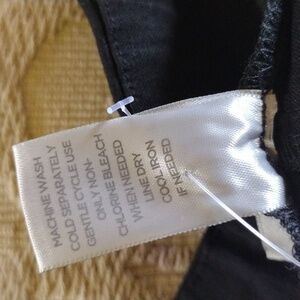 MACHINE WASH
COLD SEPARATELY
GENTLE CYCLE USE
ONLY NON-
CHLORINE BLEACH
WHEN NEEDED
LINE DRY
COOL IRON
IF NEEDED